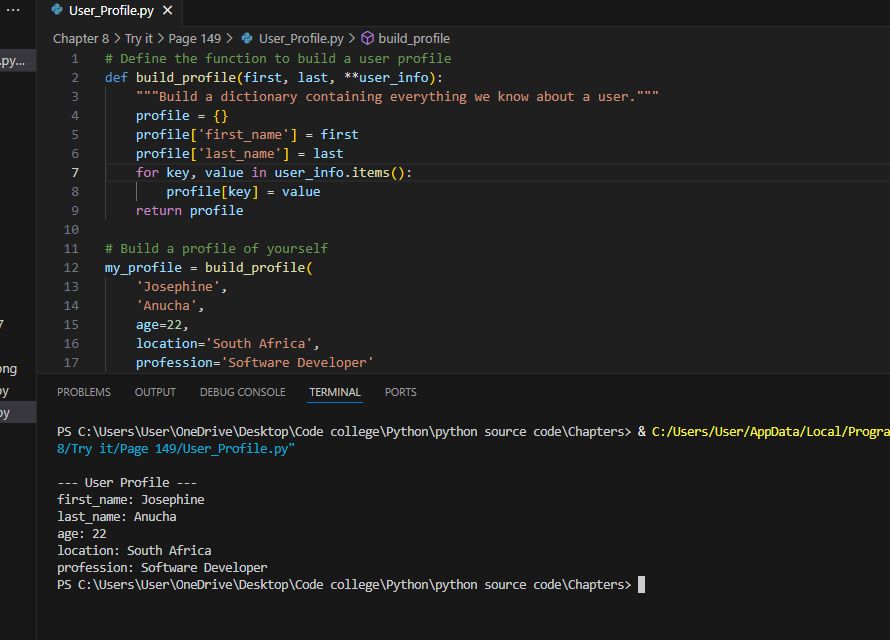 ... User_Profile.py ×
Chapter 8 > Try it > Page 149 > User_Profile.py > build_profile
.py...
1 # Define the function to build a user profile
2 def build_profile(first, last, **user_info):
3 """Build a dictionary containing everything we know about a user."""
4 profile = {}
5 profile['first_name'] = first
6 profile['last_name'] = last
7 for key, value in user_info.items():
8 profile[key] = value
9 return profile
10
11 # Build a profile of yourself
12 my_profile = build_profile(
13 'Josephine',
14 'Anucha',
15 age=22,
16 location='South Africa',
17 profession='Software Developer'
7
ong
py
py
PROBLEMS OUTPUT DEBUG CONSOLE TERMINAL PORTS
PS C:\Users\User\OneDrive\Desktop\Code college\Python\python source code\Chapters> & C:/Users/User/AppData/Local/Progra
8/Try it/Page 149/User_Profile.py"
--- User Profile ---
first_name: Josephine
last_name: Anucha
age: 22
location: South Africa
profession: Software Developer
PS C:\Users\User\OneDrive\Desktop\Code college\Python\python source code\Chapters>